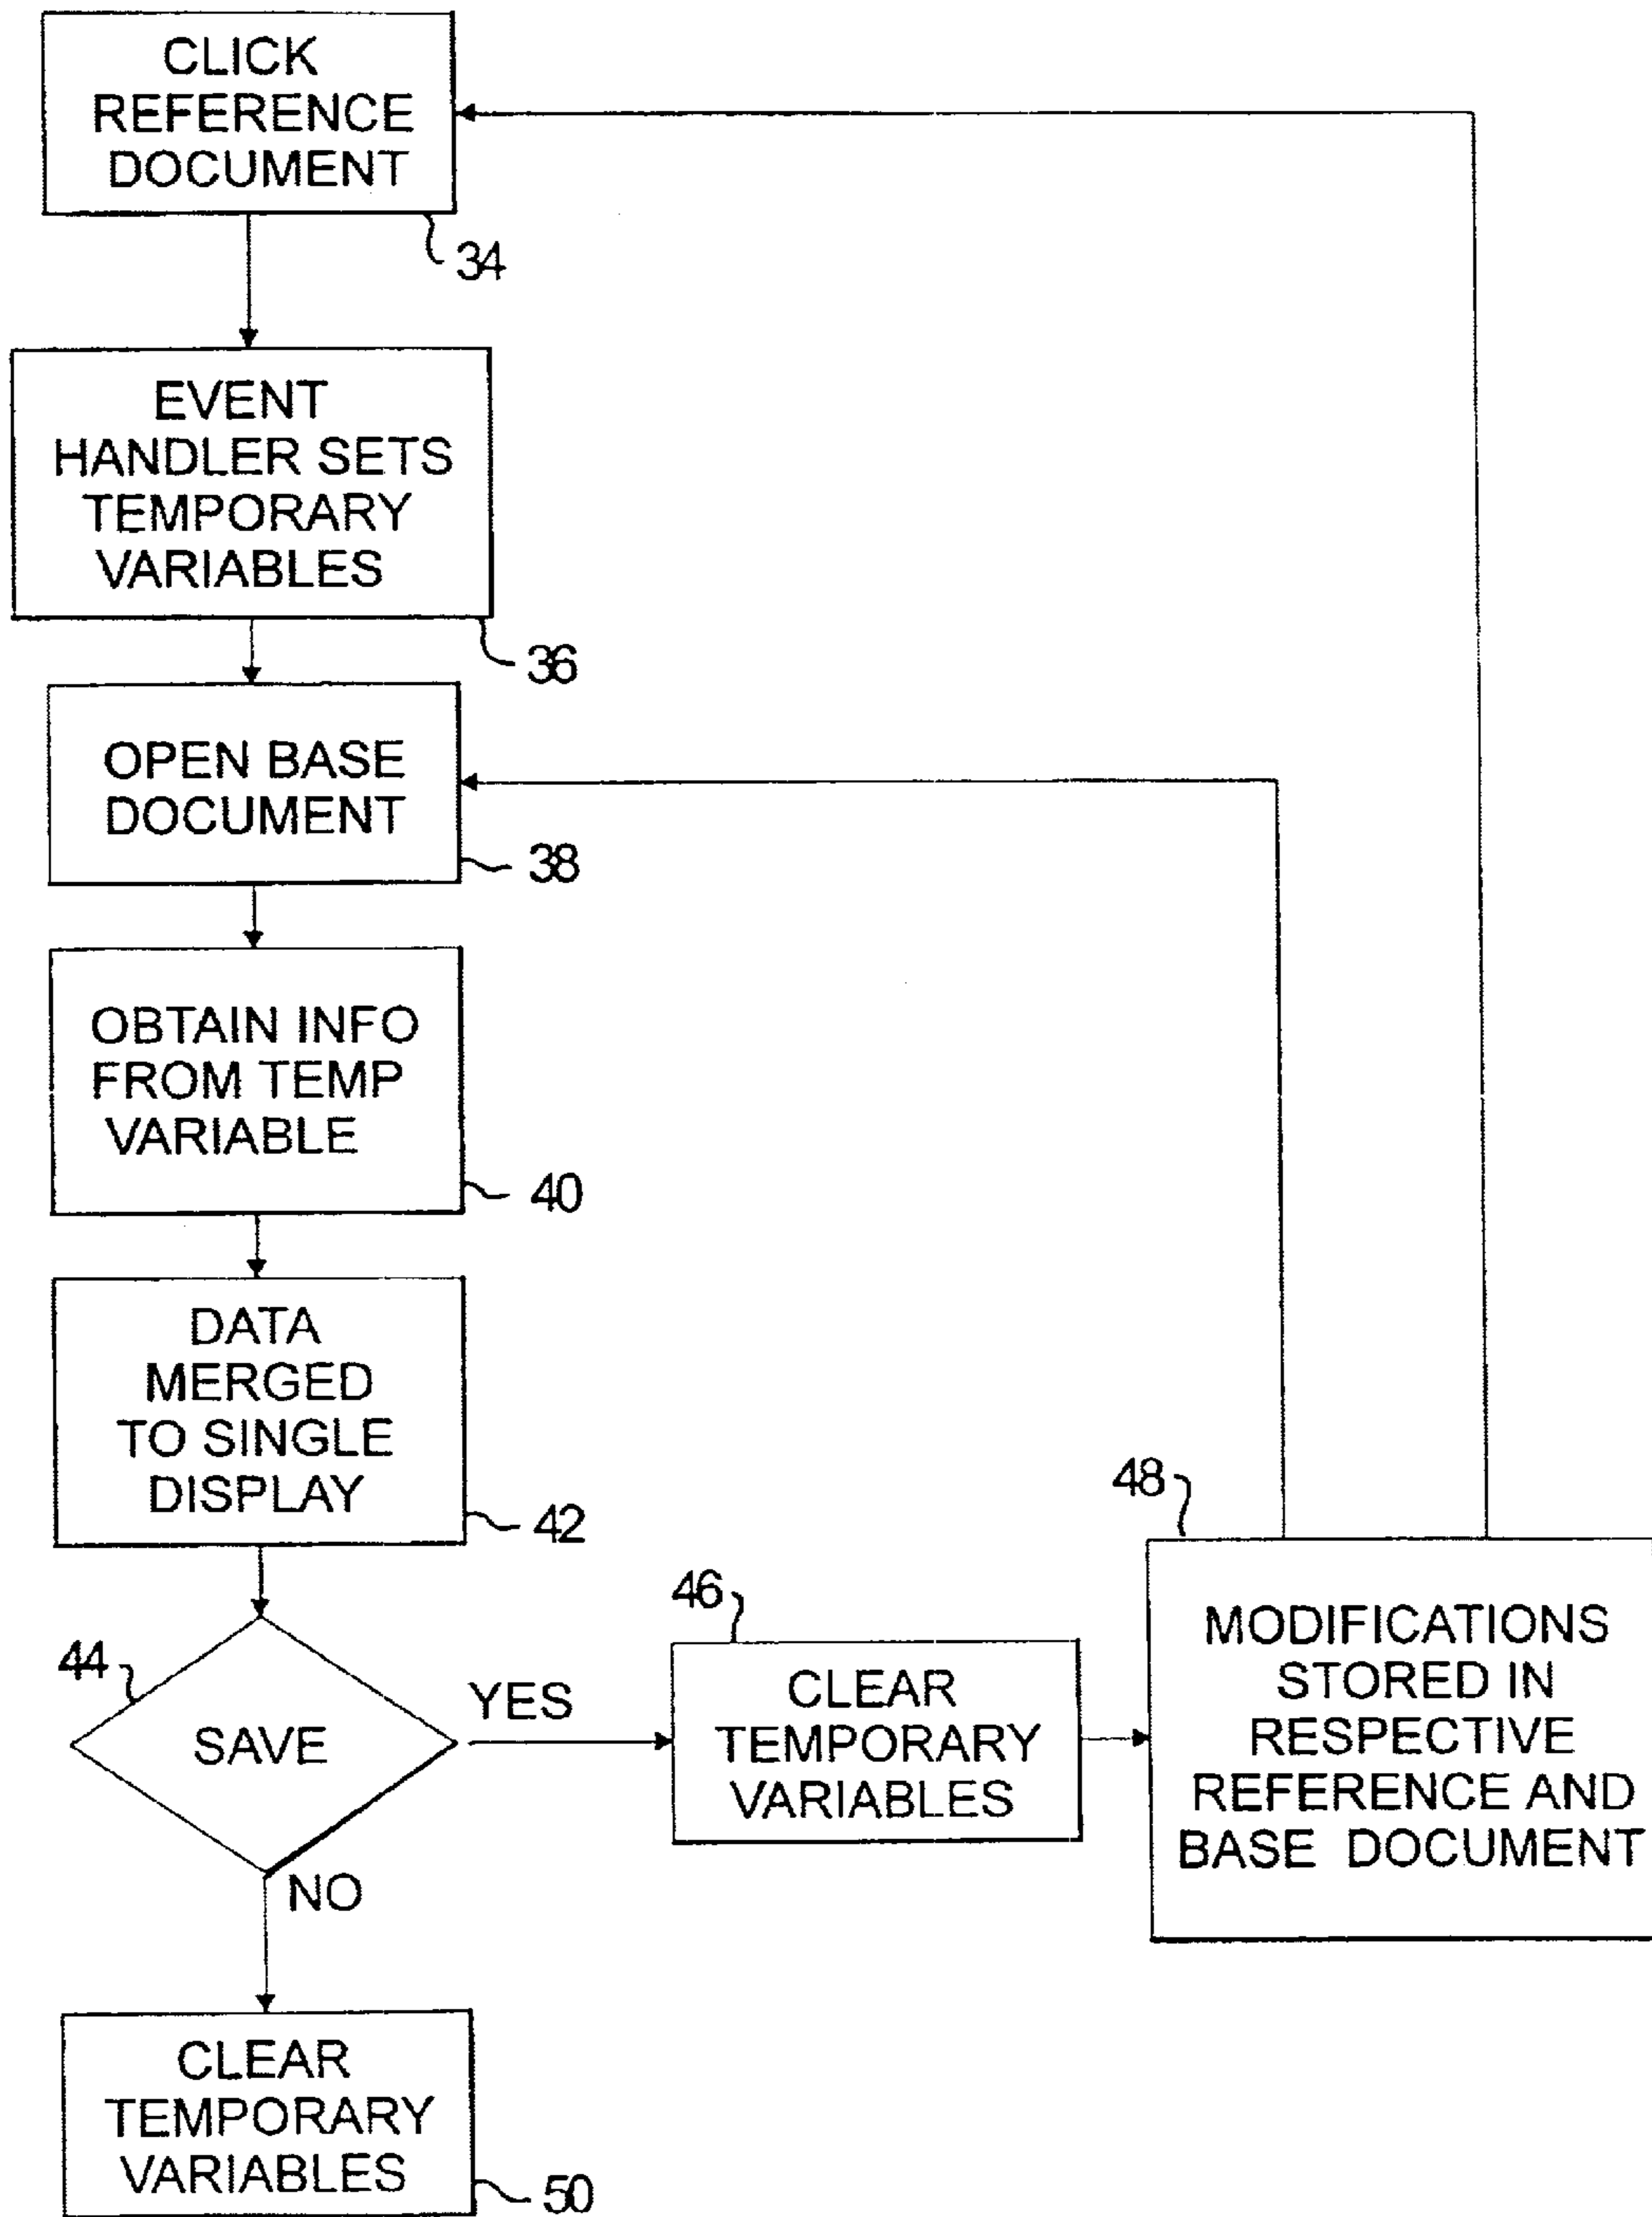 CLICK
REFERENCE
DOCUMENT
34
EVENT
HANDLER SETS
TEMPORARY
VARIABLES
36
OPEN BASE
DOCUMENT
38
OBTAIN INFO
FROM TEMP
VARIABLE
40
DATA
MERGED
TO SINGLE
DISPLAY
42
44
SAVE
YES
NO
46
CLEAR
TEMPORARY
VARIABLES
48
MODIFICATIONS
STORED IN
RESPECTIVE
REFERENCE AND
BASE DOCUMENT
CLEAR
TEMPORARY
VARIABLES
50